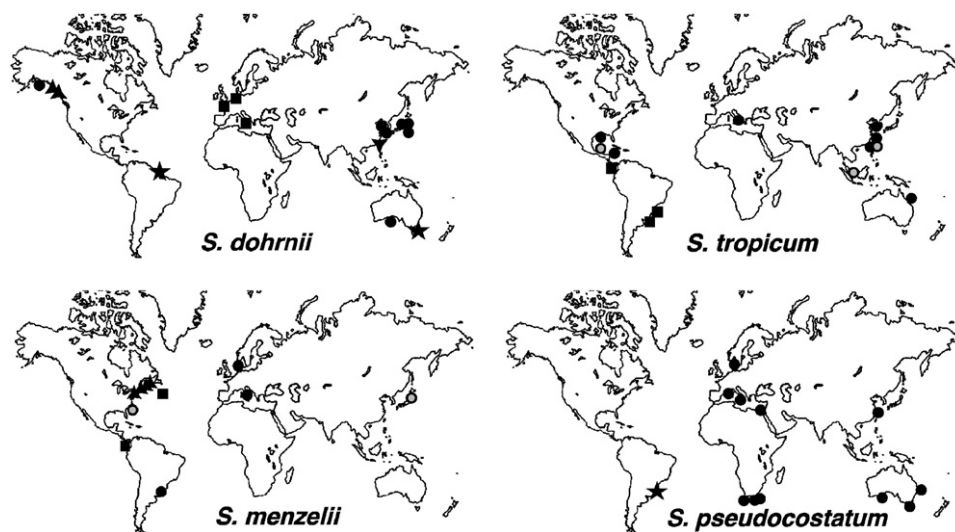 S. dohrnii
S. tropicum
S. menzelii
S. pseudocostatum